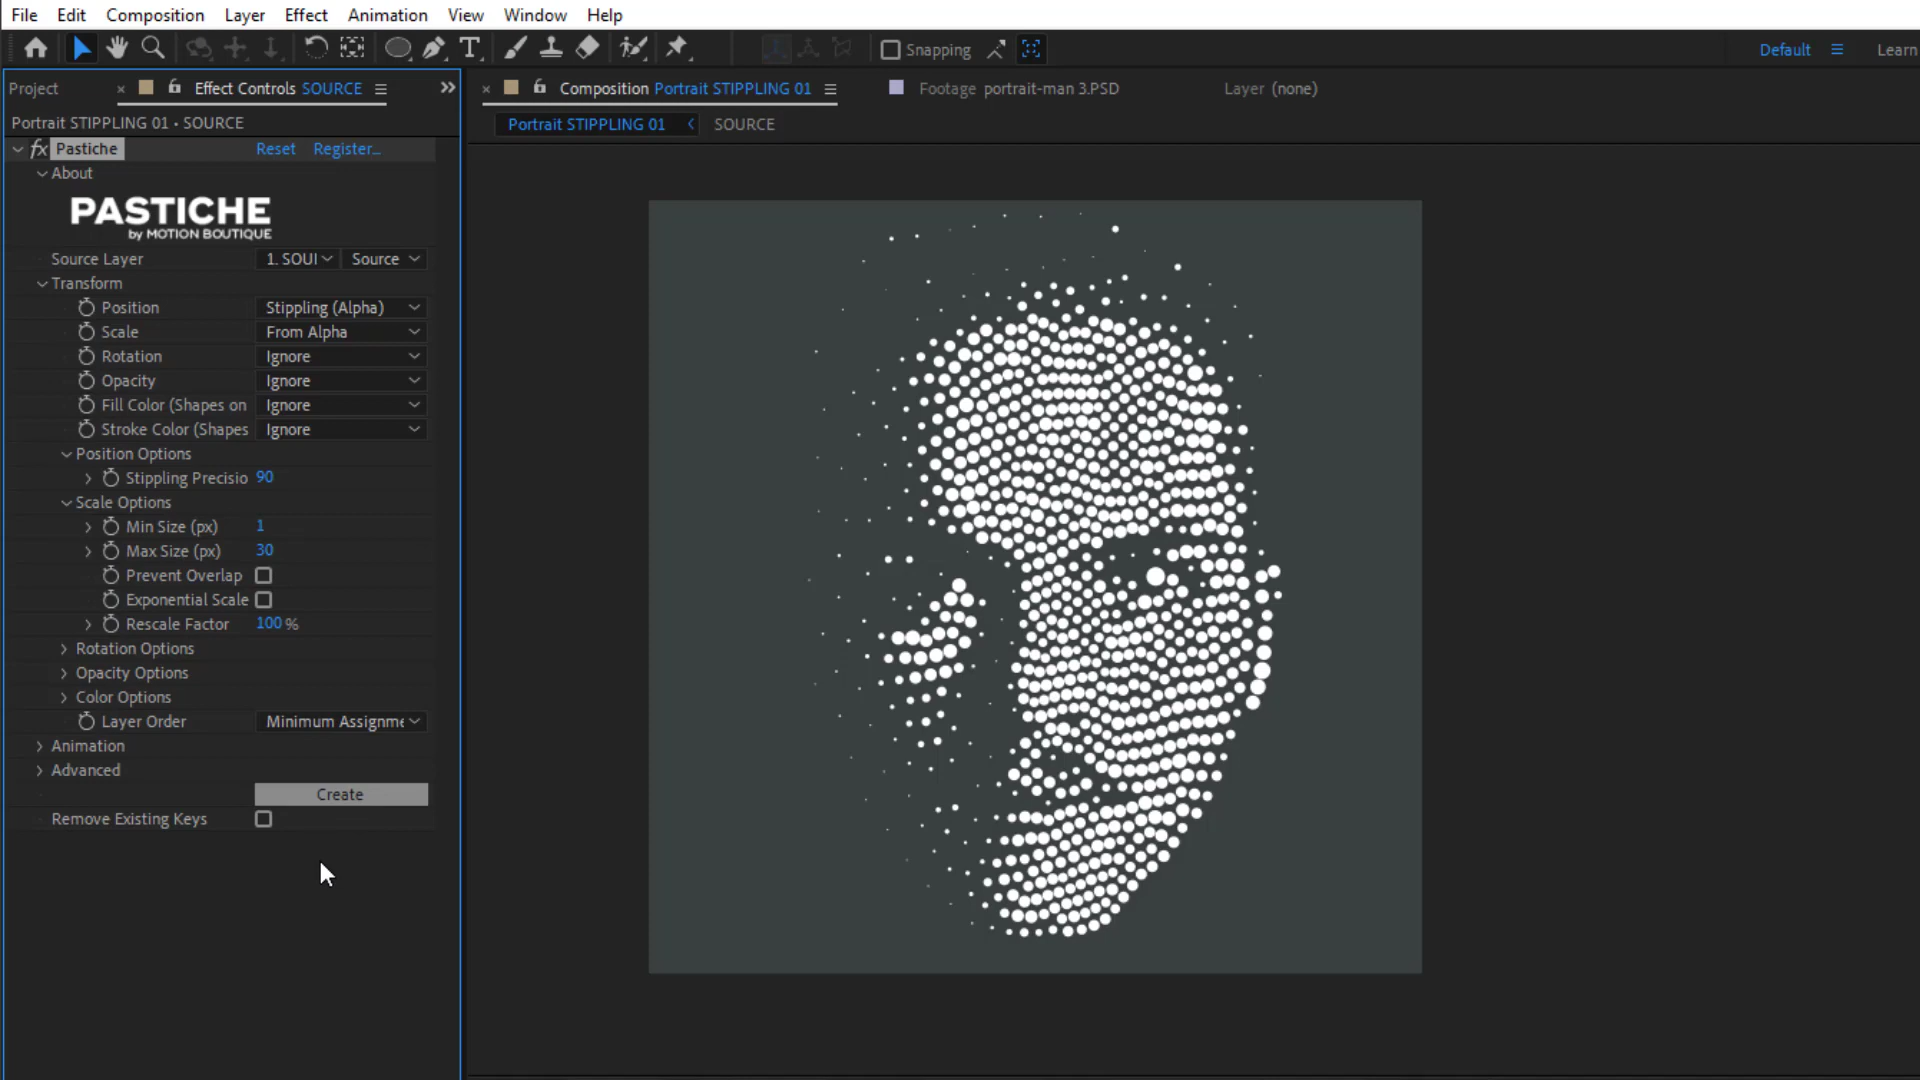 File Edit Composition Layer Effect Animation View Window Help
T Snapping Default Learn
Project × Effect Controls SOURCE × Composition Portrait STIPPLING 01 Footage portrait-man 3.PSD Layer (none)
Portrait STIPPLING 01 • SOURCE
Portrait STIPPLING 01 SOURCE
fx Pastiche Reset Register...
About
PASTICHE
by MOTION BOUTIQUE
Source Layer 1. SOUI Source
Transform
Position Stippling (Alpha)
Scale From Alpha
Rotation Ignore
Opacity Ignore
Fill Color (Shapes on Ignore
Stroke Color (Shapes Ignore
Position Options
Stippling Precisio 90
Scale Options
Min Size (px) 1
Max Size (px) 30
Prevent Overlap
Exponential Scale
Rescale Factor 100 %
Rotation Options
Opacity Options
Color Options
Layer Order Minimum Assignme
Animation
Advanced
Create
Remove Existing Keys